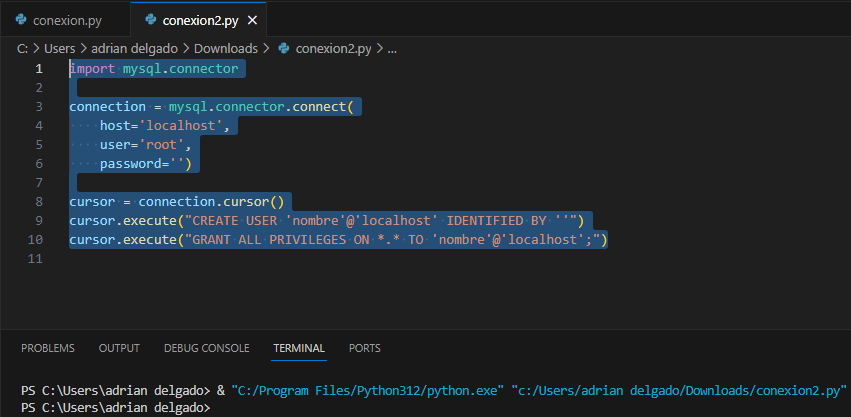 conexion.py conexion2.py
C: > Users > adrian delgado > Downloads > conexion2.py > ...
1 import mysql.connector
2
3 connection = mysql.connector.connect(
4     host='localhost',
5     user='root',
6     password='')
7
8 cursor = connection.cursor()
9 cursor.execute("CREATE USER 'nombre'@'localhost' IDENTIFIED BY ''")
10 cursor.execute("GRANT ALL PRIVILEGES ON *.* TO 'nombre'@'localhost';")
11
PROBLEMS OUTPUT DEBUG CONSOLE TERMINAL PORTS
PS C:\Users\adrian delgado> & "C:/Program Files/Python312/python.exe" "c:/Users/adrian delgado/Downloads/conexion2.py"
PS C:\Users\adrian delgado>